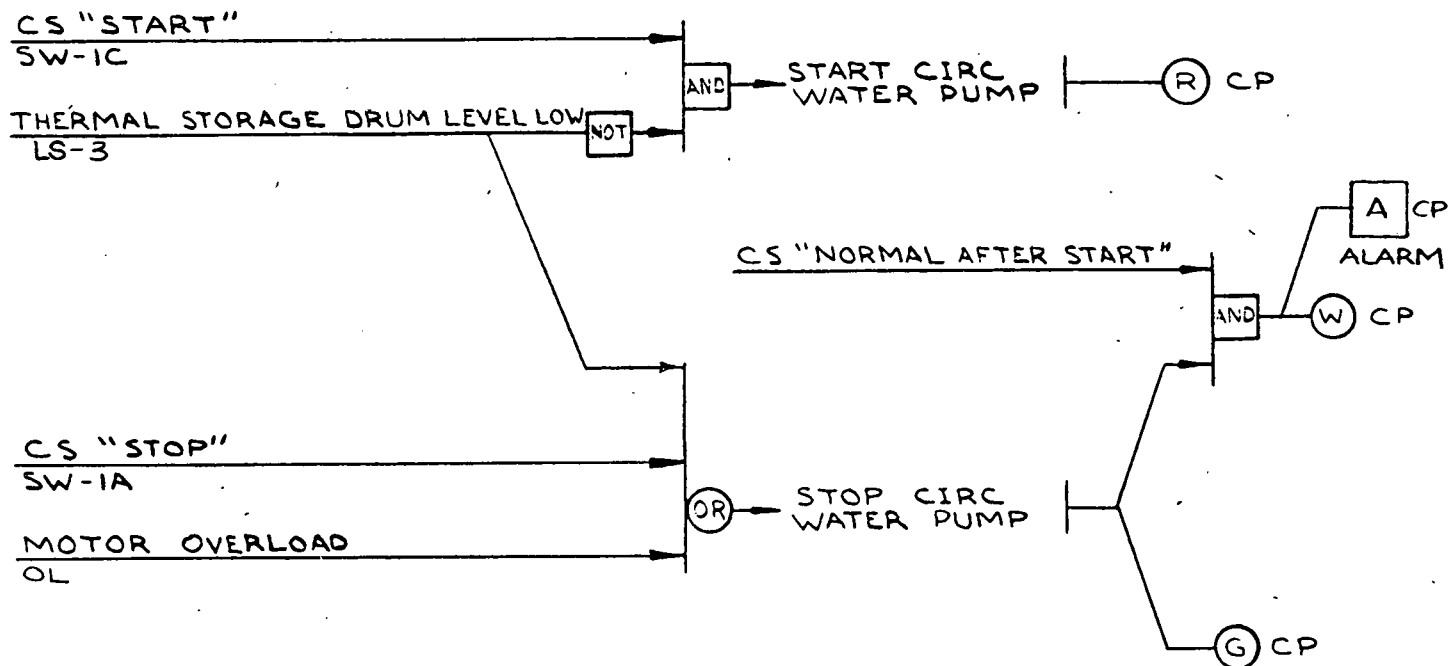 CS "START"
SW-1C
AND
START CIRC
WATER PUMP
R CP
THERMAL STORAGE DRUM LEVEL LOW
NOT
LS-3
A CP
ALARM
CS "NORMAL AFTER START"
AND
W CP
CS "STOP"
SW-1A
OR
STOP CIRC
WATER PUMP
MOTOR OVERLOAD
OL
G CP